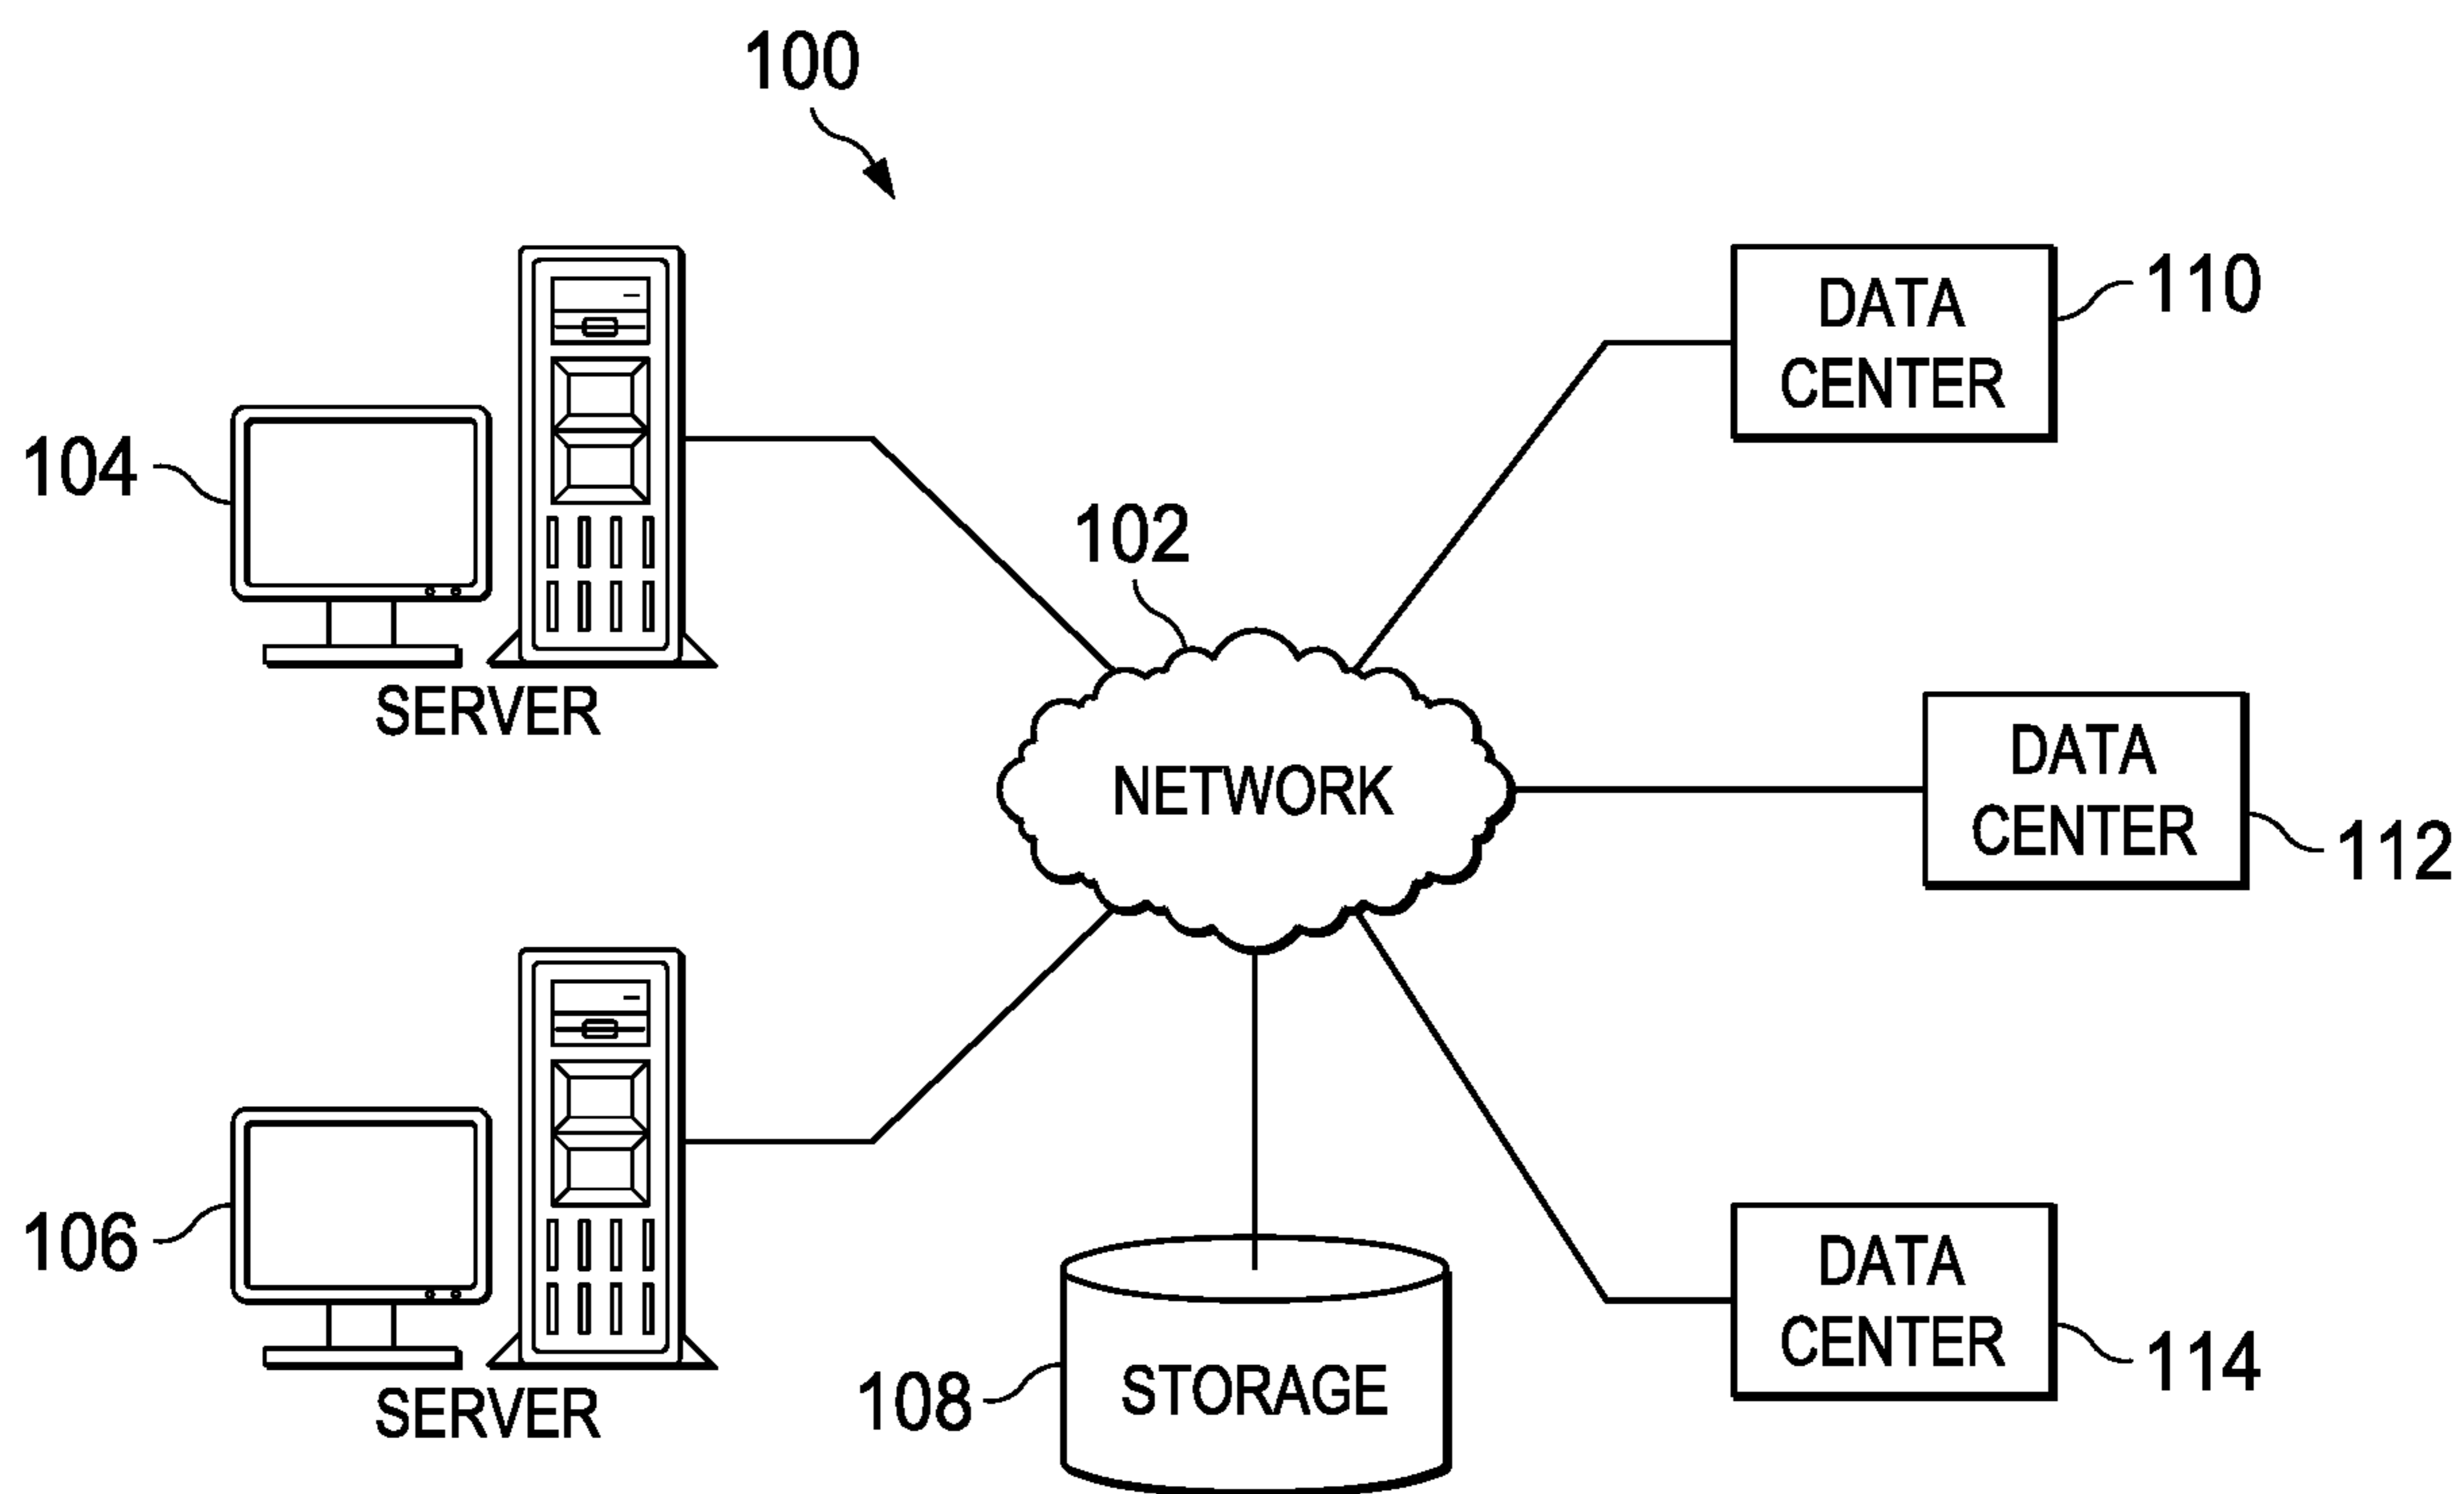 100
DATA
CENTER
110
104
102
SERVER
NETWORK
DATA
CENTER
112
106
SERVER
108
STORAGE
DATA
CENTER
114